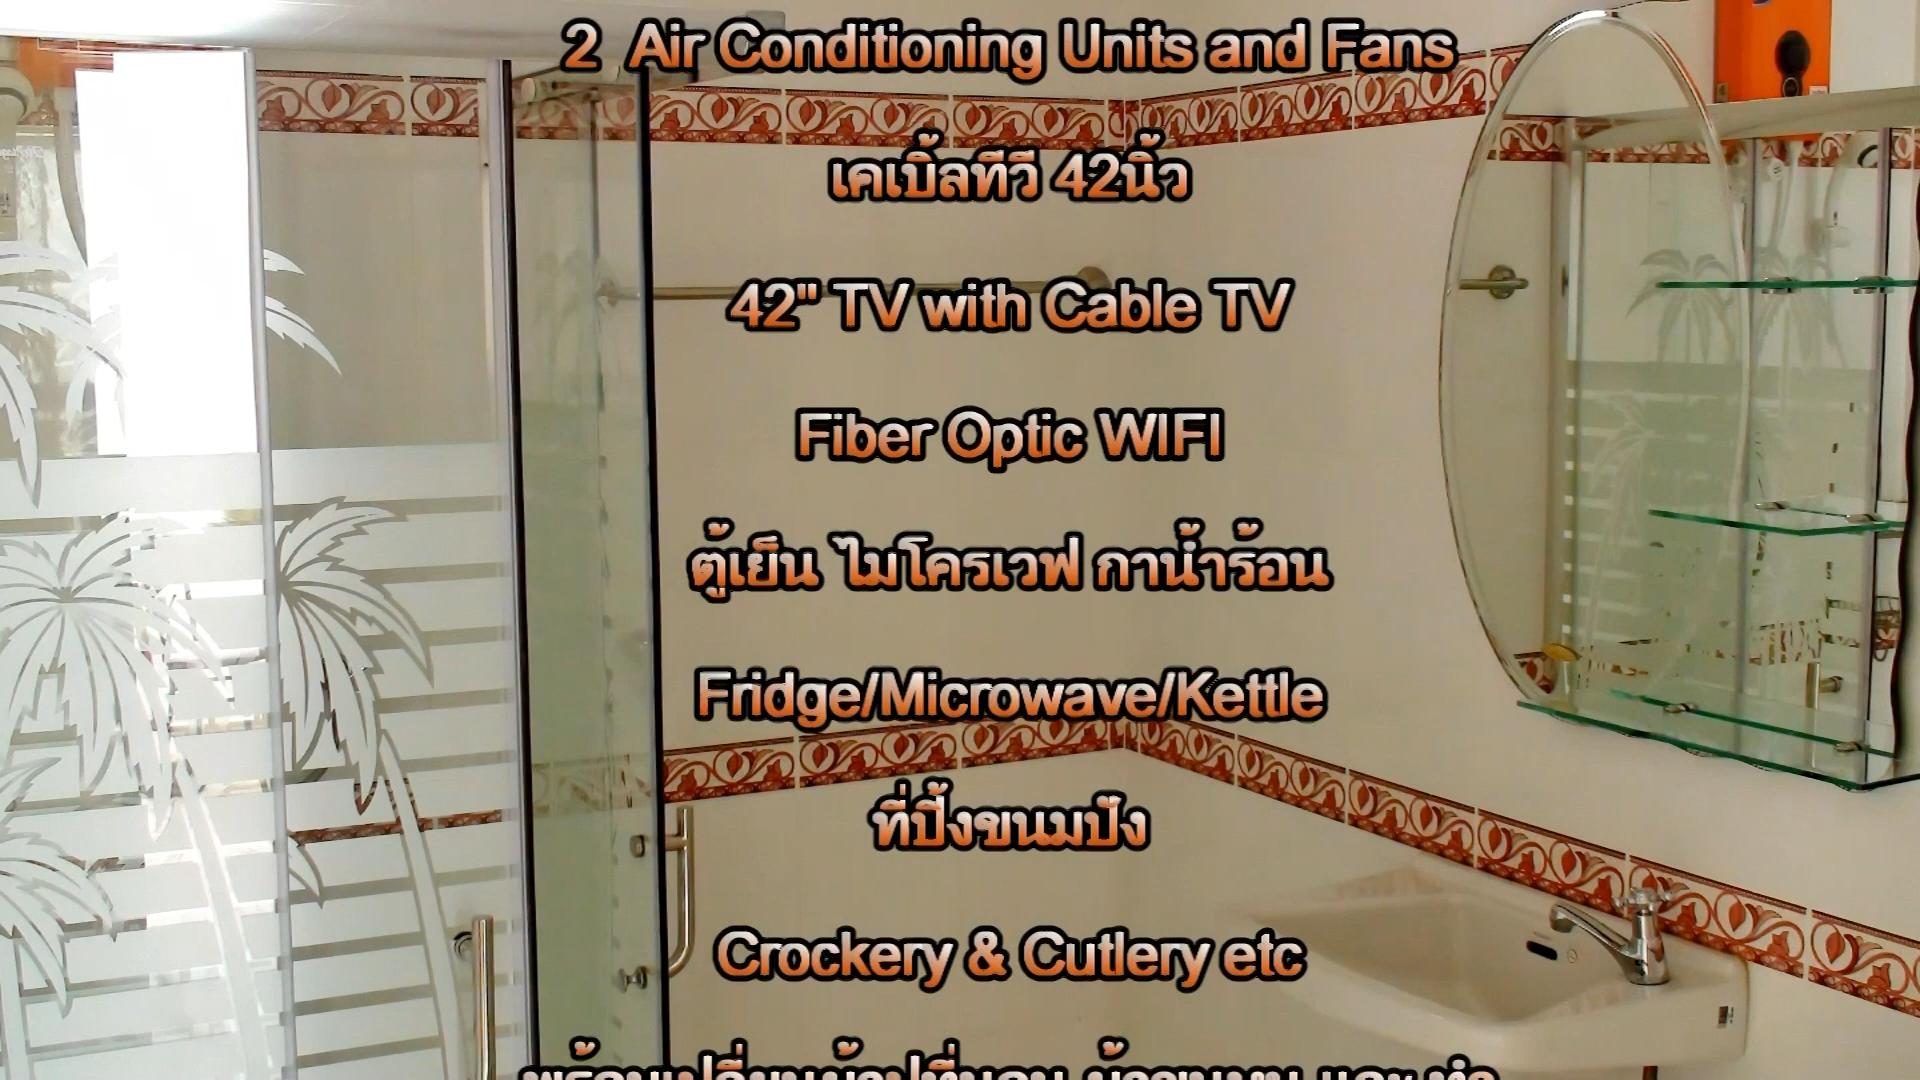 2 Air Conditioning Units and Fans
เคเบิ้ลทีวี 42นิ้ว
42" TV with Cable TV
Fiber Optic WIFI
ตู้เย็น ไมโครเวฟ กาน้ำร้อน
Fridge/Microwave/Kettle
ที่ปิ้งขนมปัง
Crockery & Cutlery etc